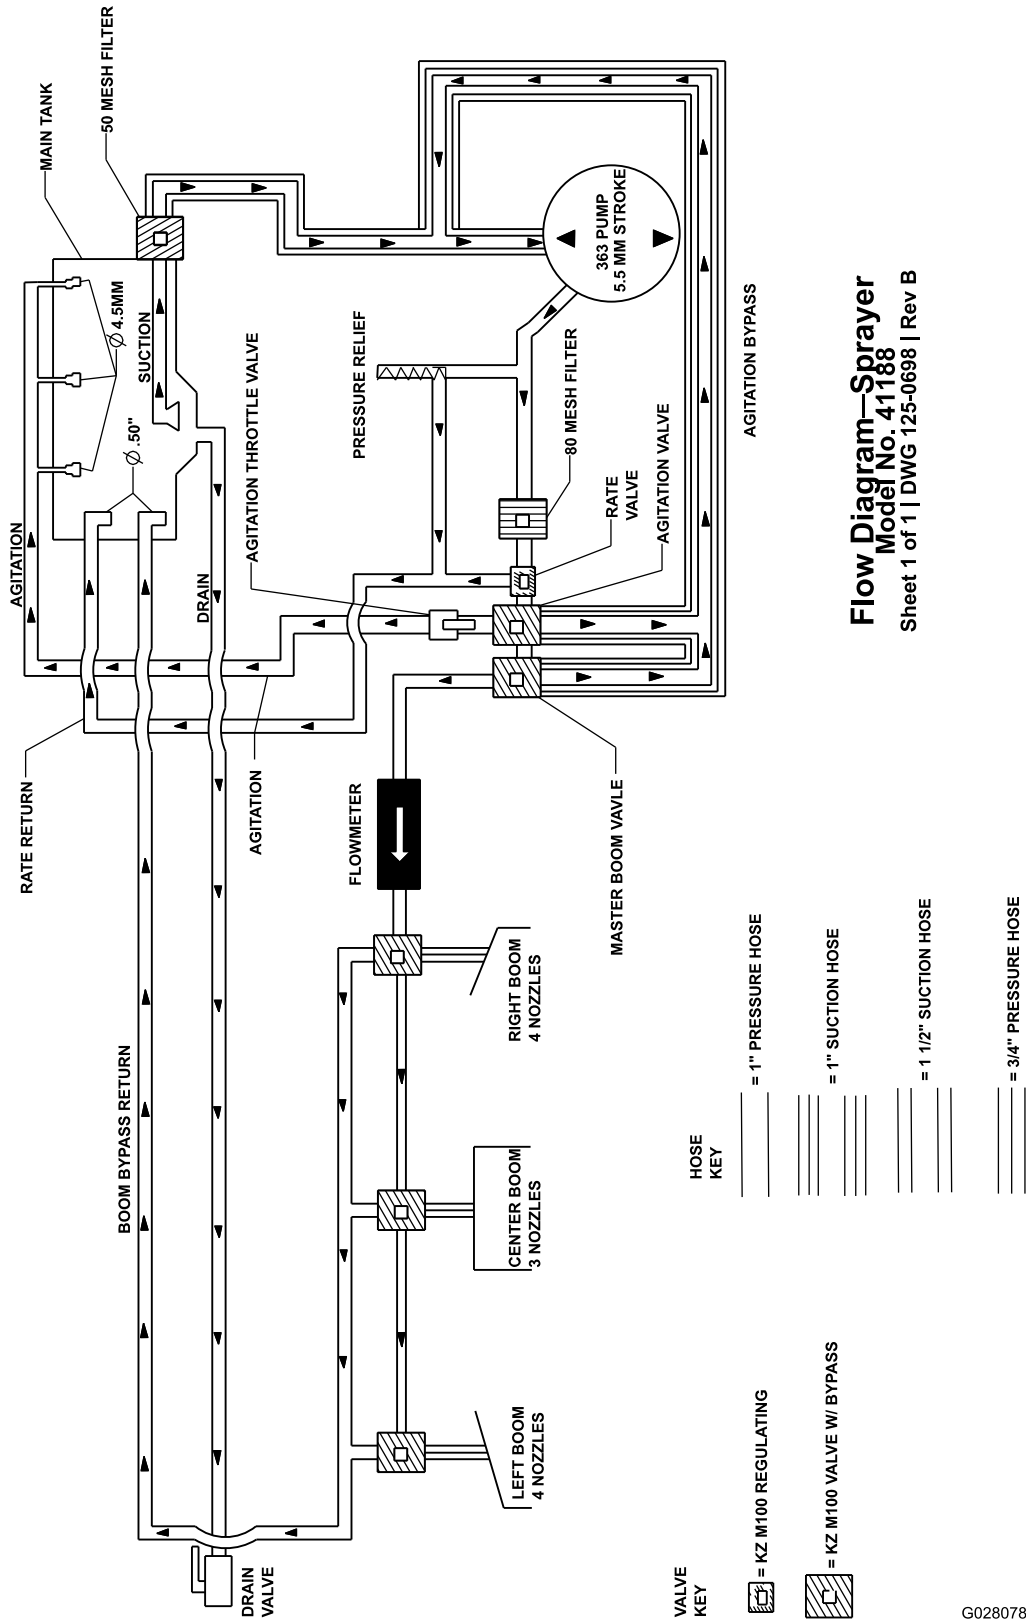 RATE RETURN
AGITATION
MAIN TANK
50 MESH FILTER
⌀ .50"
⌀ 4.5MM
SUCTION
BOOM BYPASS RETURN
DRAIN
DRAIN
VALVE
AGITATION
AGITATION THROTTLE VALVE
FLOWMETER
PRESSURE RELIEF
LEFT BOOM
4 NOZZLES
CENTER BOOM
3 NOZZLES
RIGHT BOOM
4 NOZZLES
80 MESH FILTER
363 PUMP
5.5 MM STROKE
MASTER BOOM VAVLE
RATE
VALVE
AGITATION VALVE
AGITATION BYPASS
VALVE
KEY
= KZ M100 REGULATING
= KZ M100 VALVE W/ BYPASS
HOSE
KEY
= 1" PRESSURE HOSE
= 1" SUCTION HOSE
= 1 1/2" SUCTION HOSE
= 3/4" PRESSURE HOSE
Flow Diagram—Sprayer
Model No. 41188
Sheet 1 of 1 | DWG 125-0698 | Rev B
G028078